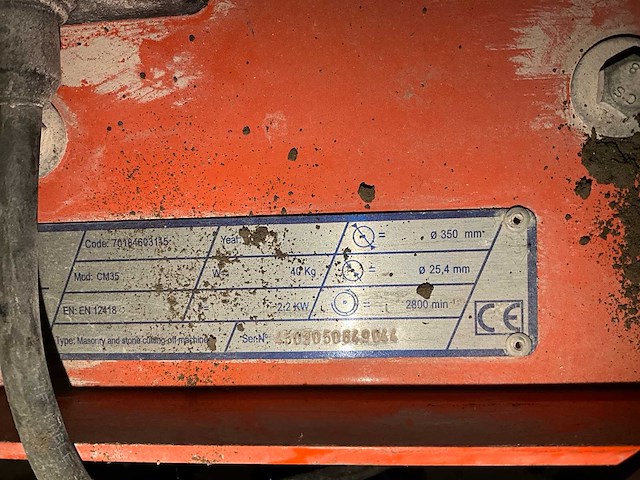 Code: 70184603145 Year ø 350 mm
Mod: CM35 W 40 Kg ø 25,4 mm
EN: EN 12418 2.2 KW 2800 min
Type: Masonry and stone cutting-off machine Ser.N°:
CE